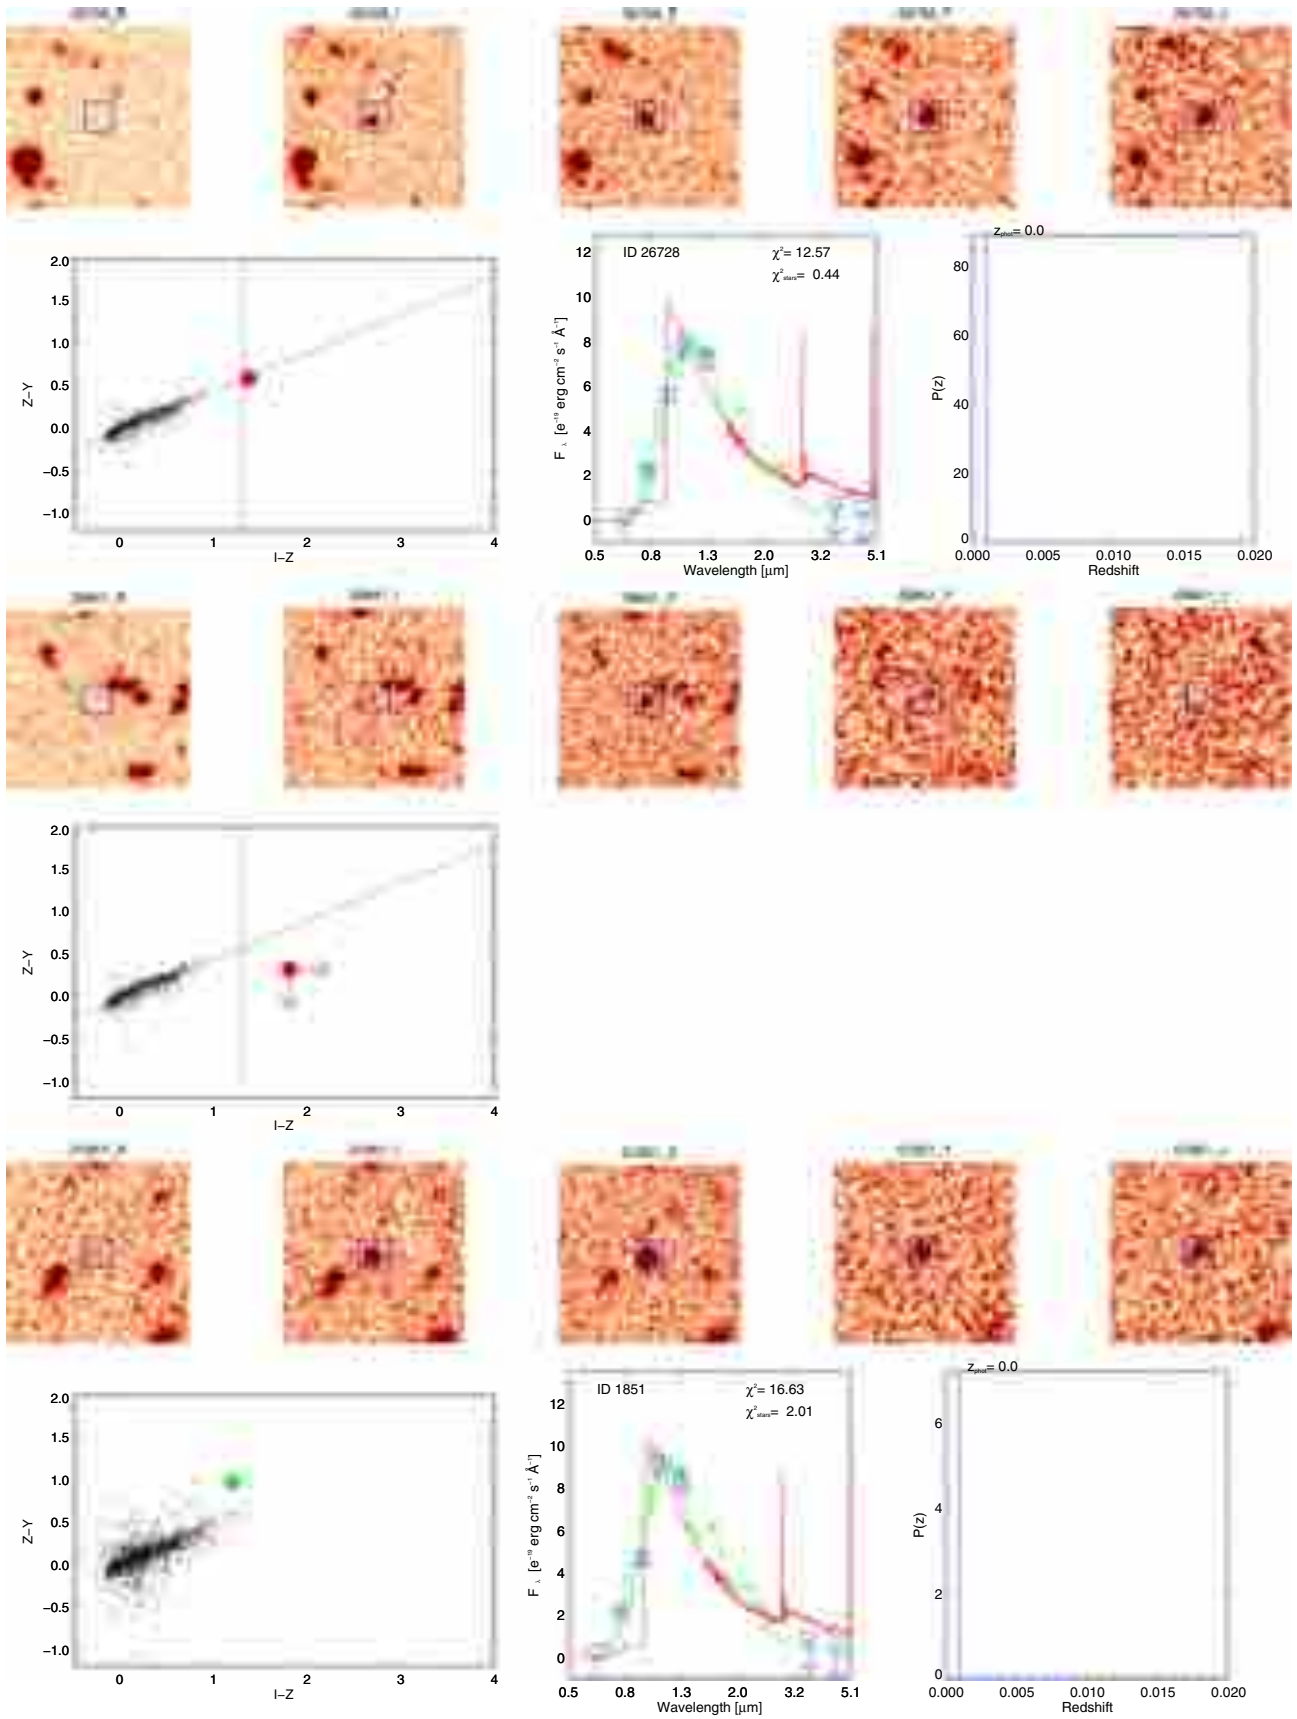 2.0
1.5
1.0
0.5
0.0
−0.5
−1.0
Z−Y
0 1 2 3 4
I−Z
ID 26728
χ²= 12.57
χ²stars= 0.44
12
10
8
6
4
2
0
F λ [e⁻¹⁹ erg cm⁻² s⁻¹ Å⁻¹]
0.5 0.8 1.3 2.0 3.2 5.1
Wavelength [μm]
zphot= 0.0
80
60
40
20
0
P(z)
0.000 0.005 0.010 0.015 0.020
Redshift
2.0
1.5
1.0
0.5
0.0
−0.5
−1.0
Z−Y
0 1 2 3 4
I−Z
2.0
1.5
1.0
0.5
0.0
−0.5
−1.0
Z−Y
0 1 2 3 4
I−Z
ID 1851
χ²= 16.63
χ²stars= 2.01
12
10
8
6
4
2
0
F λ [e⁻¹⁹ erg cm⁻² s⁻¹ Å⁻¹]
0.5 0.8 1.3 2.0 3.2 5.1
Wavelength [μm]
zphot= 0.0
6
4
2
0
P(z)
0.000 0.005 0.010 0.015 0.020
Redshift